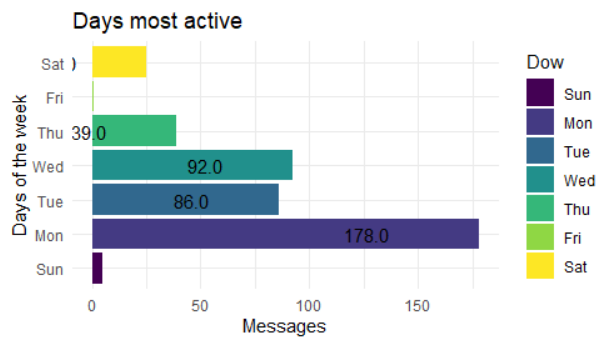 Days most active
Days of the week
Sat
Fri
Thu
Wed
Tue
Mon
Sun
39.0
92.0
86.0
178.0
0
50
100
150
Messages
Dow
Sun
Mon
Tue
Wed
Thu
Fri
Sat